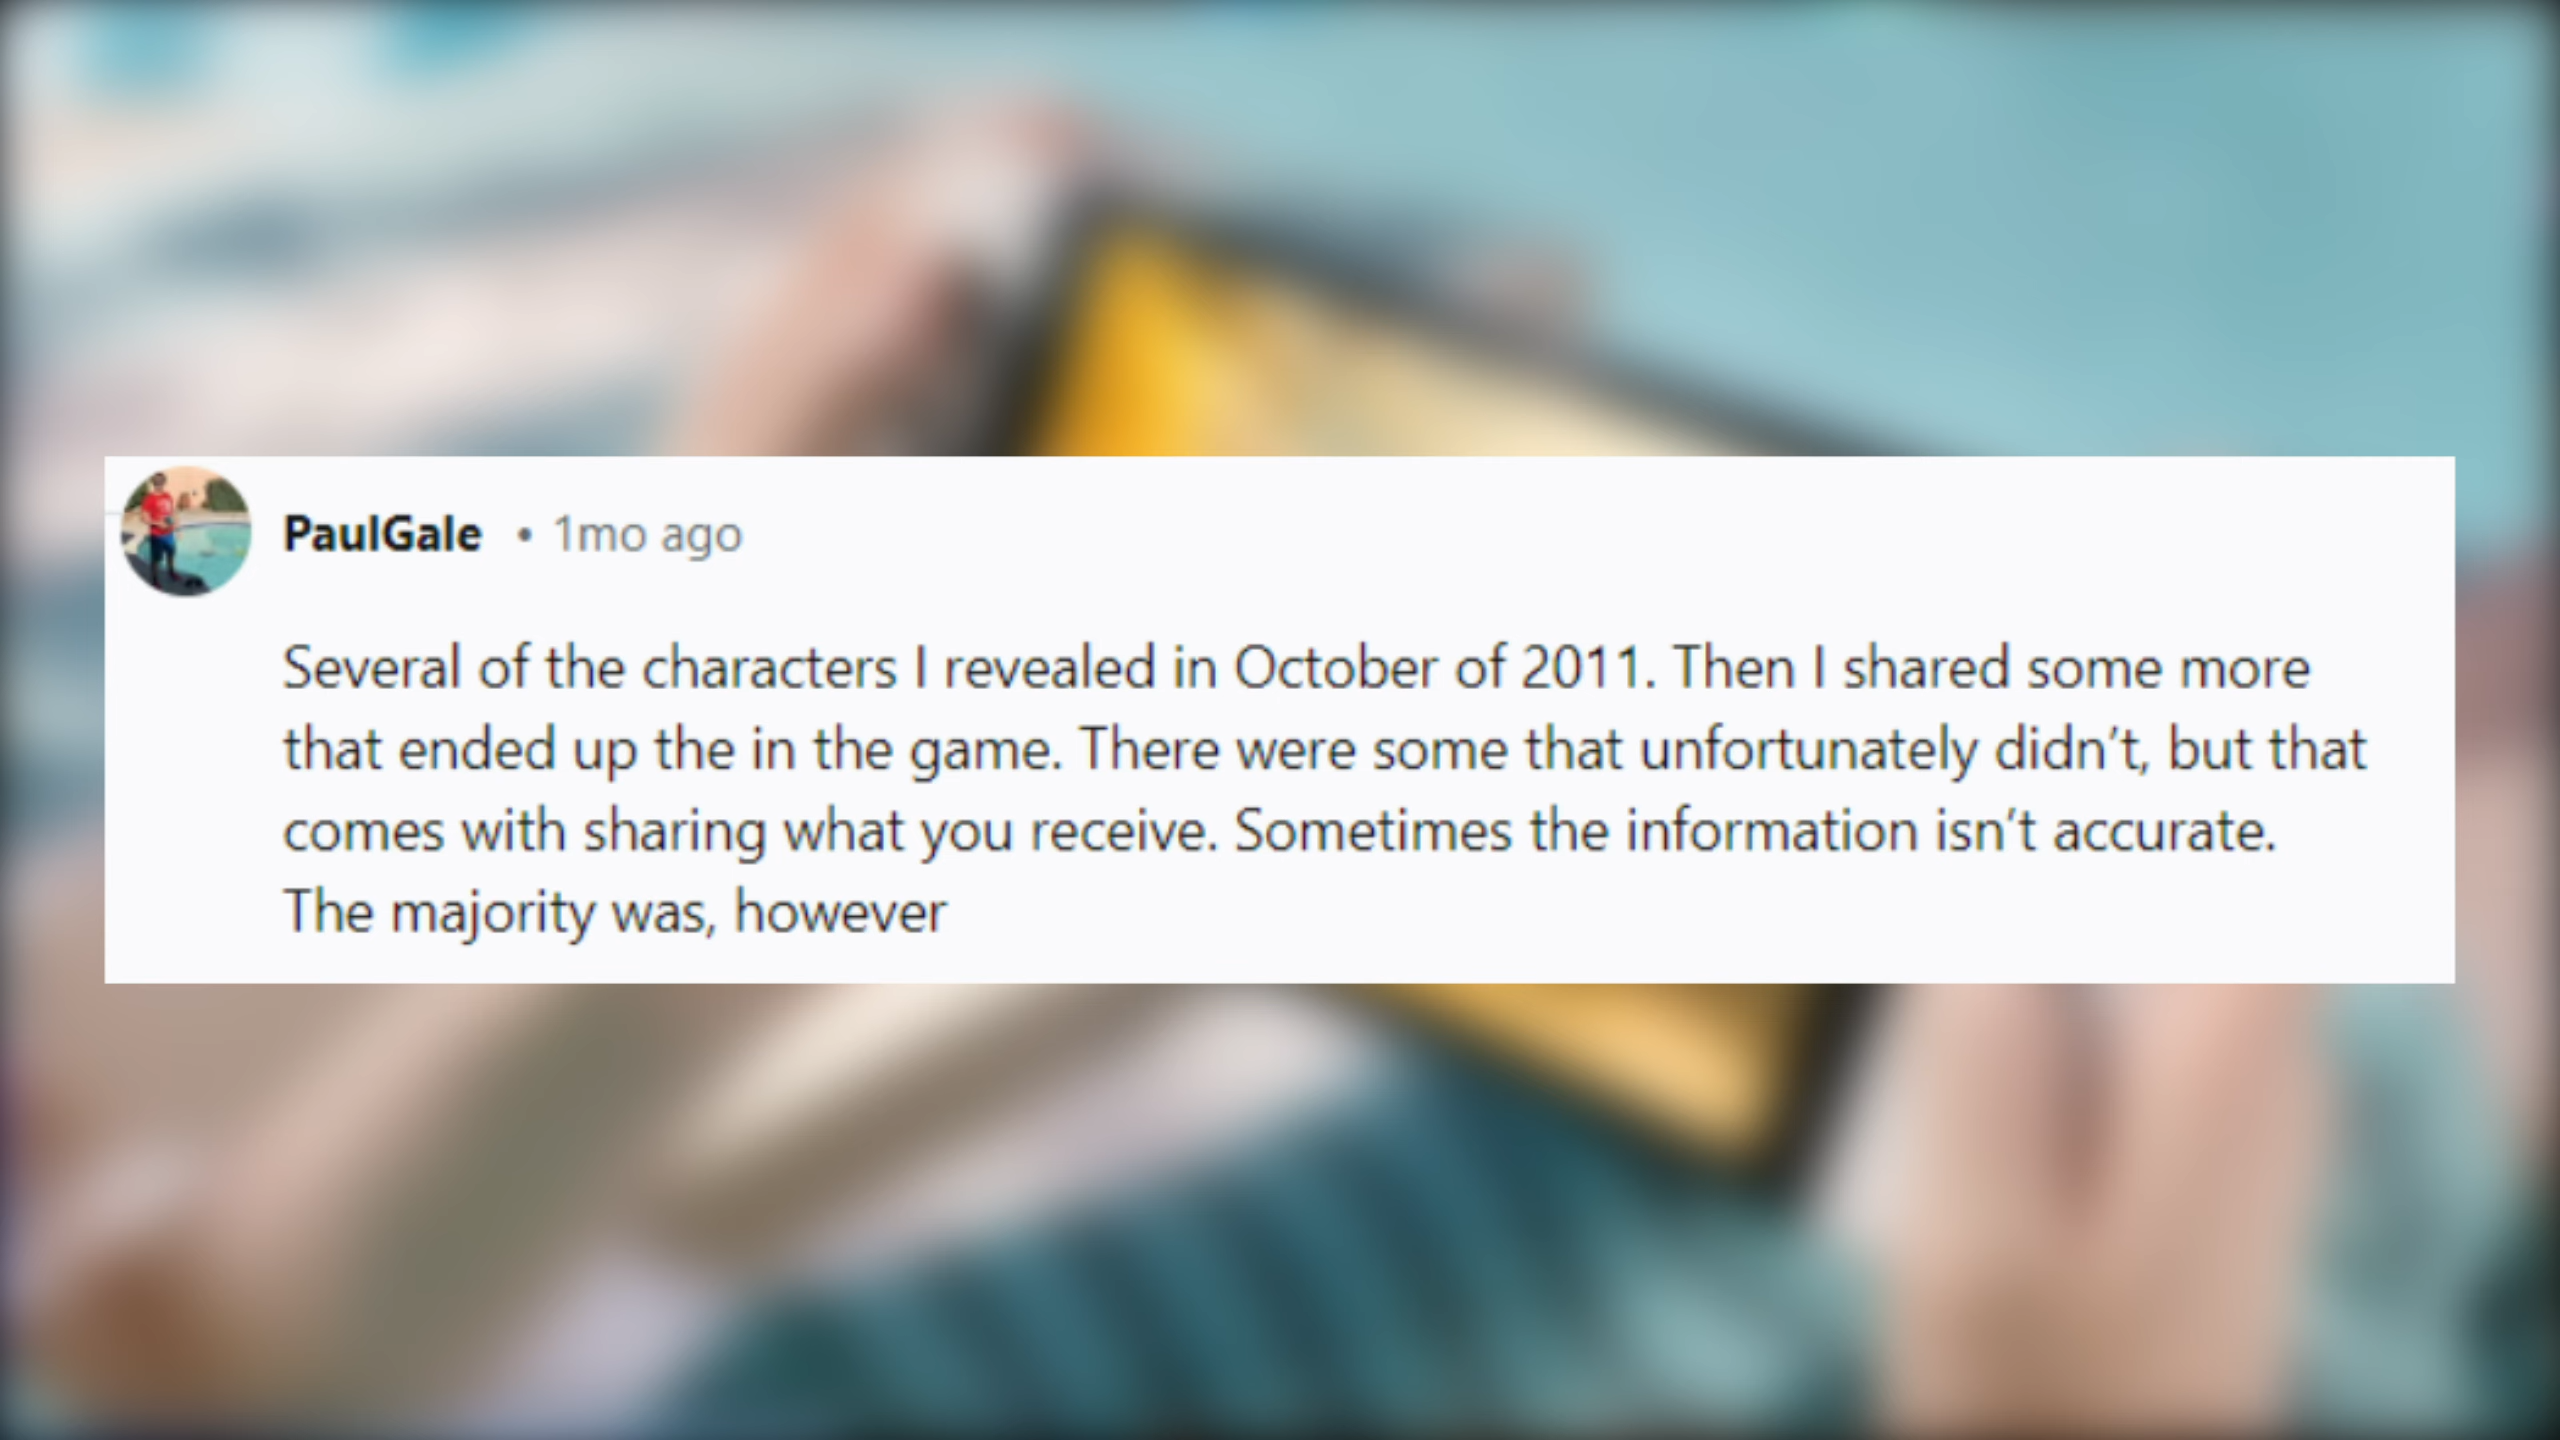 PaulGale • 1mo ago
Several of the characters I revealed in October of 2011. Then I shared some more
that ended up the in the game. There were some that unfortunately didn’t, but that
comes with sharing what you receive. Sometimes the information isn’t accurate.
The majority was, however